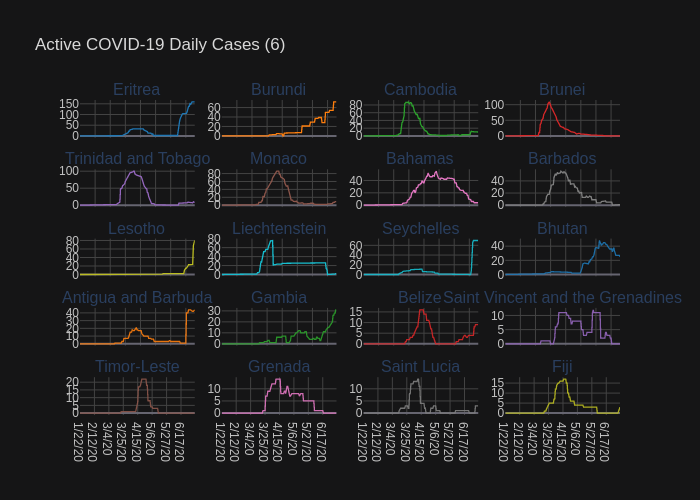 Active COVID-19 Daily Cases (6)
Eritrea Burundi Cambodia Brunei
150 100 50 0 60 40 20 0 80 60 40 20 0 100 50 0
Trinidad and Tobago Monaco Bahamas Barbados
100 50 0 80 60 40 20 0 40 20 0 40 20 0
Lesotho Liechtenstein Seychelles Bhutan
80 60 40 20 0 80 60 40 20 0 60 40 20 0 40 20 0
Antigua and Barbuda Gambia Belize Saint Vincent and the Grenadines
40 30 20 10 0 30 20 10 0 15 10 5 0 10 5 0
Timor-Leste Grenada Saint Lucia Fiji
20 15 10 5 0 10 5 0 10 5 0 15 10 5 0
1/22/20 2/12/20 3/4/20 3/25/20 4/15/20 5/6/20 5/27/20 6/17/20 1/22/20 2/12/20 3/4/20 3/25/20 4/15/20 5/6/20 5/27/20 6/17/20 1/22/20 2/12/20 3/4/20 3/25/20 4/15/20 5/6/20 5/27/20 6/17/20 1/22/20 2/12/20 3/4/20 3/25/20 4/15/20 5/6/20 5/27/20 6/17/20